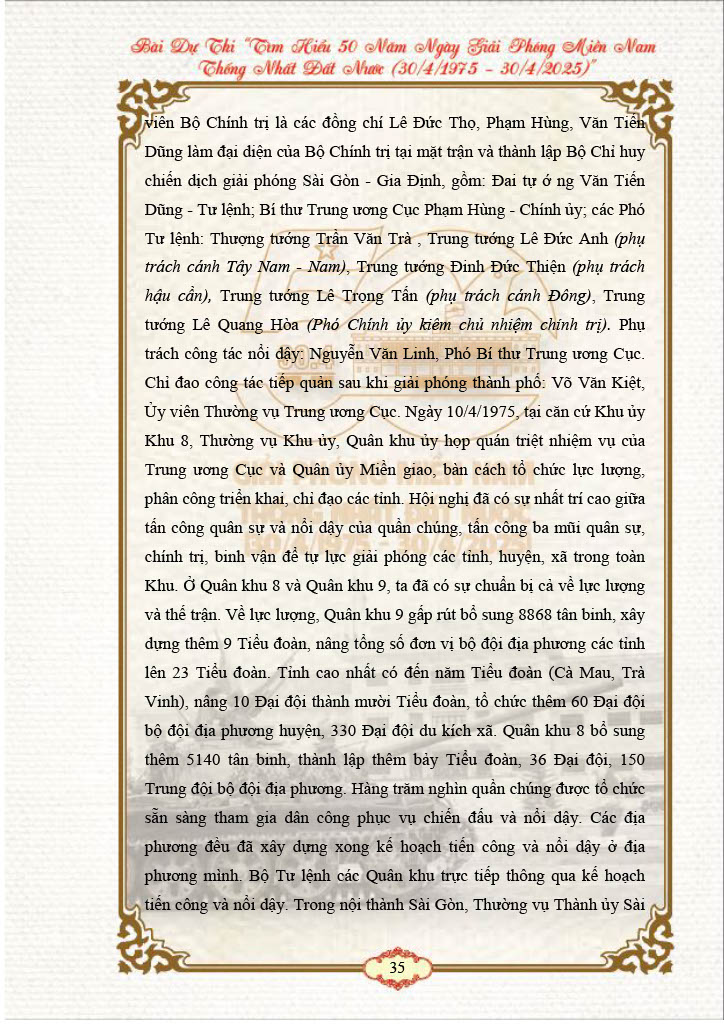 Bài Dự Thi “Tìm Hiểu 50 Năm Ngày Giải Phóng Miền Nam
Thống Nhất Đất Nước (30/4/1975 – 30/4/2025)”
viên Bộ Chính trị là các đồng chí Lê Đức Thọ, Phạm Hùng, Văn Tiến
Dũng làm đại diện của Bộ Chính trị tại mặt trận và thành lập Bộ Chỉ huy
chiến dịch giải phóng Sài Gòn - Gia Định, gồm: Đai tự ớ ng Văn Tiến
Dũng - Tư lệnh; Bí thư Trung ương Cục Phạm Hùng - Chính ủy; các Phó
Tư lệnh: Thượng tướng Trần Văn Trà , Trung tướng Lê Đức Anh (phụ
trách cánh Tây Nam - Nam), Trung tướng Đinh Đức Thiện (phụ trách
hậu cần), Trung tướng Lê Trọng Tấn (phụ trách cánh Đông), Trung
tướng Lê Quang Hòa (Phó Chính ủy kiêm chủ nhiệm chính trị). Phụ
trách công tác nổi dậy: Nguyễn Văn Linh, Phó Bí thư Trung ương Cục.
Chỉ đao công tác tiếp quản sau khi giải phóng thành phố: Võ Văn Kiệt,
Ủy viên Thường vụ Trung ương Cục. Ngày 10/4/1975, tại căn cứ Khu ủy
Khu 8, Thường vụ Khu ủy, Quân khu ủy họp quán triệt nhiệm vụ của
Trung ương Cục và Quân ủy Miền giao, bàn cách tổ chức lực lượng,
phân công triển khai, chỉ đạo các tỉnh. Hội nghị đã có sự nhất trí cao giữa
tấn công quân sự và nổi dậy của quần chúng, tấn công ba mũi quân sự,
chính trị, binh vận để tự lực giải phóng các tỉnh, huyện, xã trong toàn
Khu. Ở Quân khu 8 và Quân khu 9, ta đã có sự chuẩn bị cả về lực lượng
và thế trận. Về lực lượng, Quân khu 9 gấp rút bổ sung 8868 tân binh, xây
dựng thêm 9 Tiểu đoàn, nâng tổng số đơn vị bộ đội địa phương các tỉnh
lên 23 Tiểu đoàn. Tỉnh cao nhất có đến năm Tiểu đoàn (Cà Mau, Trà
Vinh), nâng 10 Đại đội thành mười Tiểu đoàn, tổ chức thêm 60 Đại đội
bộ đội địa phương huyện, 330 Đại đội du kích xã. Quân khu 8 bổ sung
thêm 5140 tân binh, thành lập thêm bảy Tiểu đoàn, 36 Đại đội, 150
Trung đội bộ đội địa phương. Hàng trăm nghìn quần chúng được tổ chức
sẵn sàng tham gia dân công phục vụ chiến đấu và nổi dậy. Các địa
phương đều đã xây dựng xong kế hoạch tiến công và nổi dậy ở địa
phương mình. Bộ Tư lệnh các Quân khu trực tiếp thông qua kế hoạch
tiến công và nổi dậy. Trong nội thành Sài Gòn, Thường vụ Thành ủy Sài
30.4
GIẢI PHÓNG MIỀN NAM
THỐNG NHẤT ĐẤT NƯỚC
30/4/1975 - 30/4/2025
35